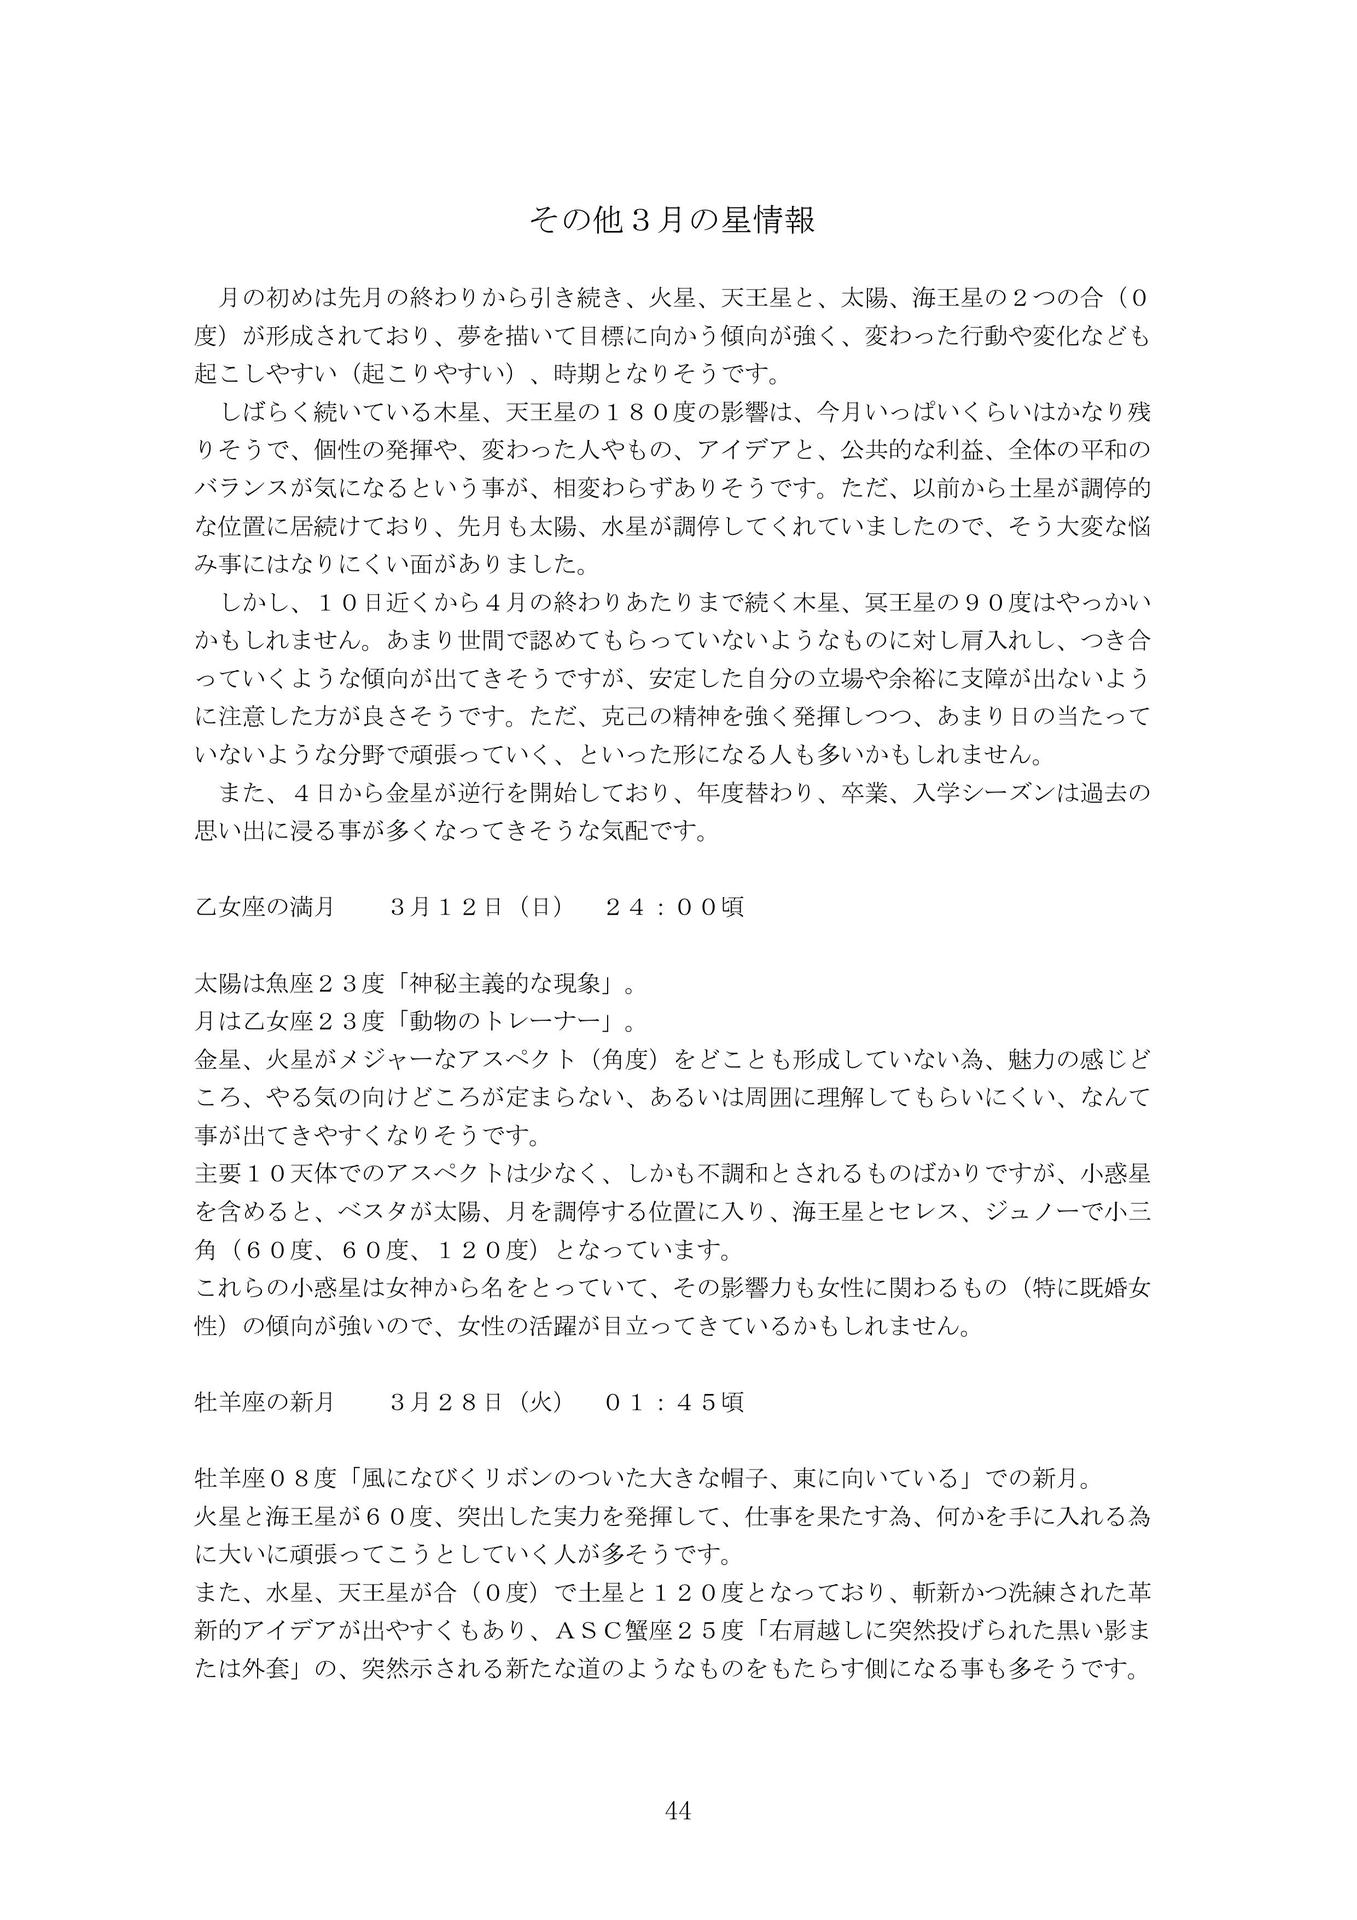 その他３月の星情報
　月の初めは先月の終わりから引き続き、火星、天王星と、太陽、海王星の２つの合（０
度）が形成されており、夢を描いて目標に向かう傾向が強く、変わった行動や変化なども
起こしやすい（起こりやすい）、時期となりそうです。
　しばらく続いている木星、天王星の１８０度の影響は、今月いっぱいくらいはかなり残
りそうで、個性の発揮や、変わった人やもの、アイデアと、公共的な利益、全体の平和の
バランスが気になるという事が、相変わらずありそうです。ただ、以前から土星が調停的
な位置に居続けており、先月も太陽、水星が調停してくれていましたので、そう大変な悩
み事にはなりにくい面がありました。
　しかし、１０日近くから４月の終わりあたりまで続く木星、冥王星の９０度はやっかい
かもしれません。あまり世間で認めてもらっていないようなものに対し肩入れし、つき合
っていくような傾向が出てきそうですが、安定した自分の立場や余裕に支障が出ないよう
に注意した方が良さそうです。ただ、克己の精神を強く発揮しつつ、あまり日の当たって
いないような分野で頑張っていく、といった形になる人も多いかもしれません。
　また、４日から金星が逆行を開始しており、年度替わり、卒業、入学シーズンは過去の
思い出に浸る事が多くなってきそうな気配です。
乙女座の満月　　３月１２日（日）　２４：００頃
太陽は魚座２３度「神秘主義的な現象」。
月は乙女座２３度「動物のトレーナー」。
金星、火星がメジャーなアスペクト（角度）をどことも形成していない為、魅力の感じど
ころ、やる気の向けどころが定まらない、あるいは周囲に理解してもらいにくい、なんて
事が出てきやすくなりそうです。
主要１０天体でのアスペクトは少なく、しかも不調和とされるものばかりですが、小惑星
を含めると、ベスタが太陽、月を調停する位置に入り、海王星とセレス、ジュノーで小三
角（６０度、６０度、１２０度）となっています。
これらの小惑星は女神から名をとっていて、その影響力も女性に関わるもの（特に既婚女
性）の傾向が強いので、女性の活躍が目立ってきているかもしれません。
牡羊座の新月　　３月２８日（火）　０１：４５頃
牡羊座０８度「風になびくリボンのついた大きな帽子、東に向いている」での新月。
火星と海王星が６０度、突出した実力を発揮して、仕事を果たす為、何かを手に入れる為
に大いに頑張ってこうとしていく人が多そうです。
また、水星、天王星が合（０度）で土星と１２０度となっており、斬新かつ洗練された革
新的アイデアが出やすくもあり、ＡＳＣ蟹座２５度「右肩越しに突然投げられた黒い影ま
たは外套」の、突然示される新たな道のようなものをもたらす側になる事も多そうです。
44